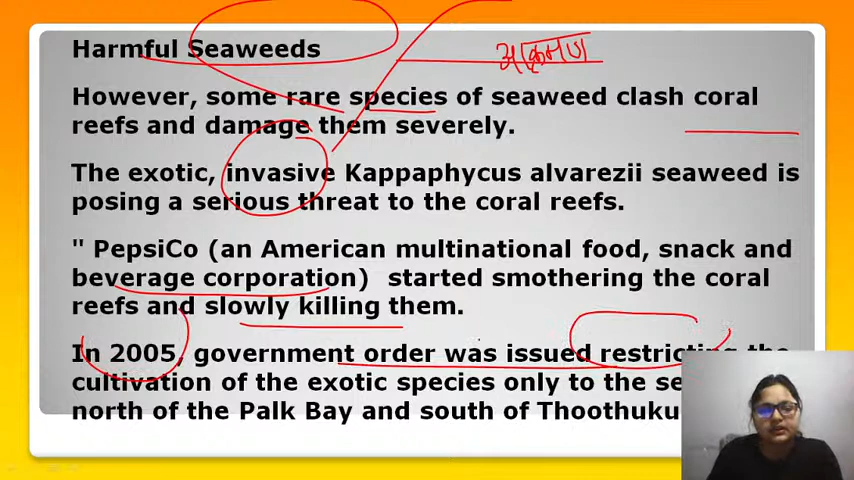 Harmful Seaweeds
However, some rare species of seaweed clash coral
reefs and damage them severely.
The exotic, invasive Kappaphycus alvarezii seaweed is
posing a serious threat to the coral reefs.
" PepsiCo (an American multinational food, snack and
beverage corporation) started smothering the coral
reefs and slowly killing them.
In 2005, government order was issued restricting the
cultivation of the exotic species only to the
north of the Palk Bay and south of